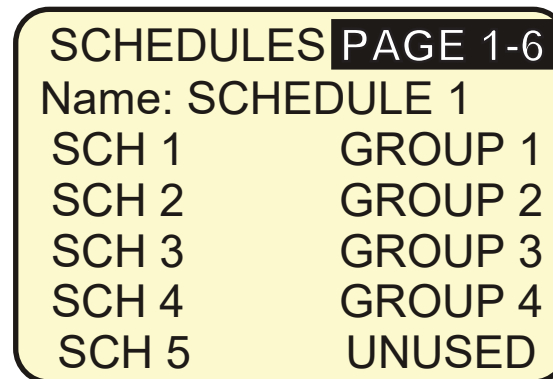 SCHEDULES PAGE 1-6
Name: SCHEDULE 1
SCH 1 GROUP 1
SCH 2 GROUP 2
SCH 3 GROUP 3
SCH 4 GROUP 4
SCH 5 UNUSED